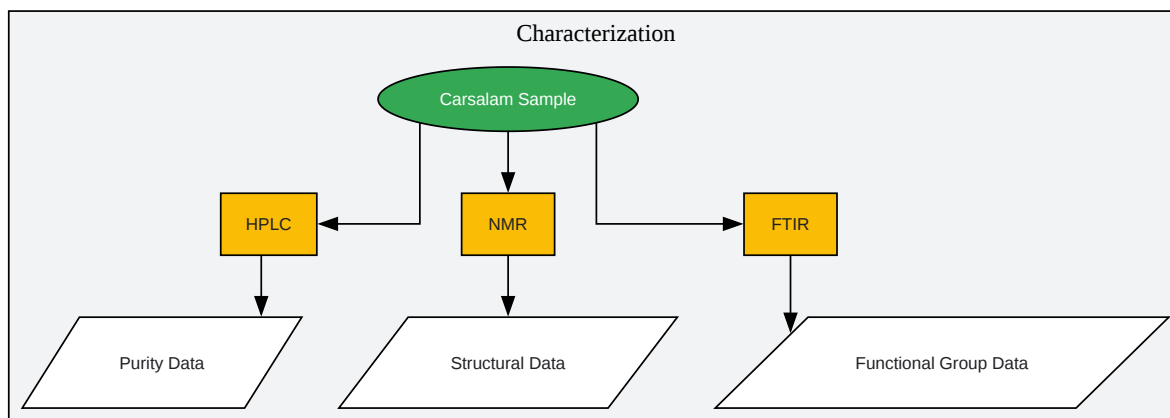 Characterization
Carsalam Sample
HPLC
NMR
FTIR
Purity Data
Structural Data
Functional Group Data